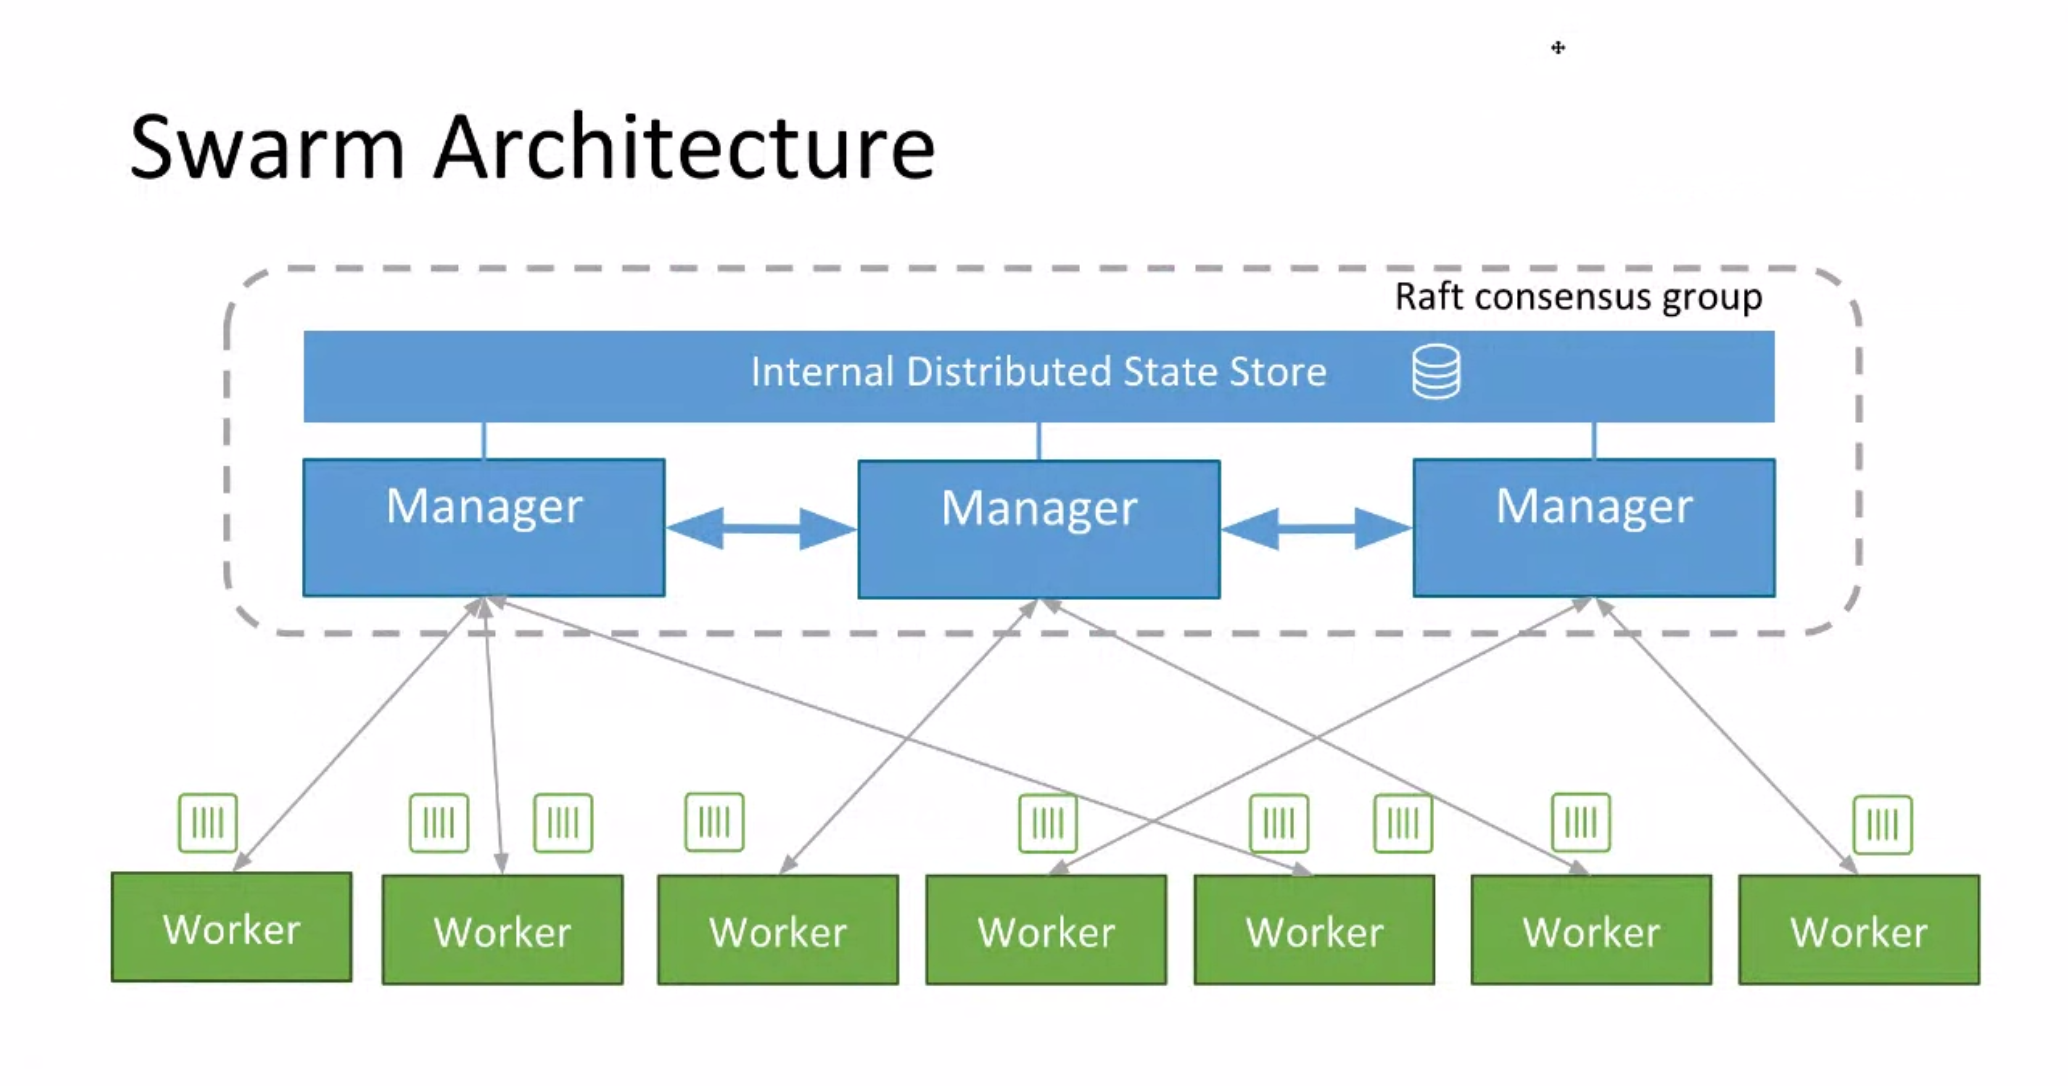 Swarm Architecture
Raft consensus group
Internal Distributed State Store
Manager
Manager
Manager
Worker
Worker
Worker
Worker
Worker
Worker
Worker